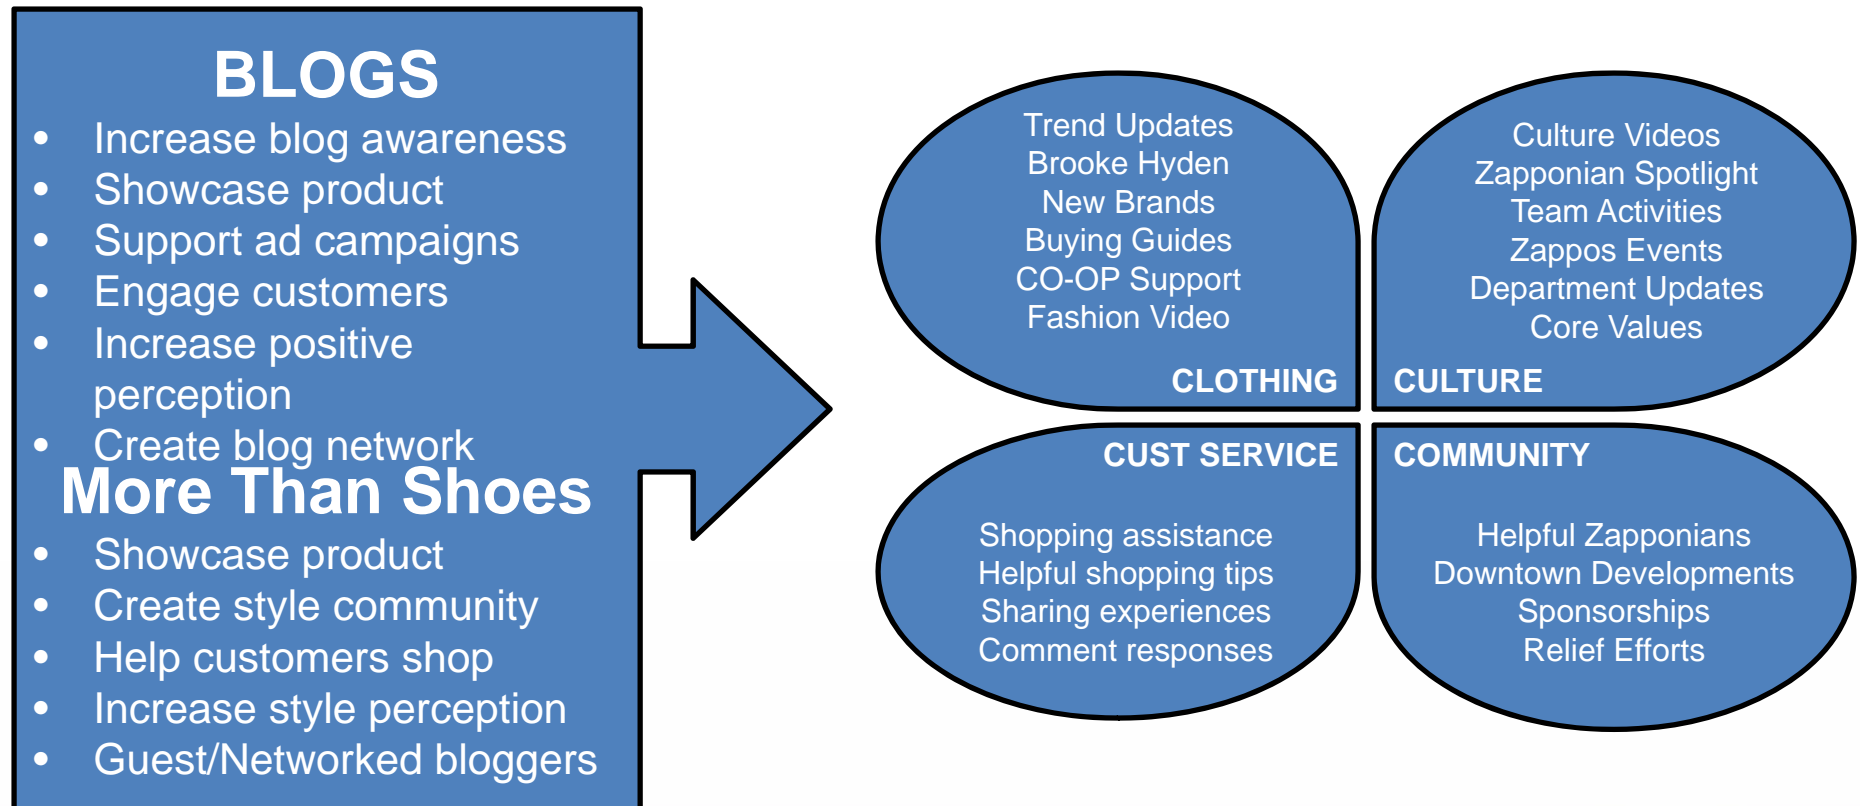 BLOGS
• Increase blog awareness
• Showcase product
• Support ad campaigns
• Engage customers
• Increase positive
perception
• Create blog network
More Than Shoes
• Showcase product
• Create style community
• Help customers shop
• Increase style perception
• Guest/Networked bloggers
Trend Updates
Brooke Hyden
New Brands
Buying Guides
CO-OP Support
Fashion Video
CLOTHING
Culture Videos
Zapponian Spotlight
Team Activities
Zappos Events
Department Updates
Core Values
CULTURE
CUST SERVICE
Shopping assistance
Helpful shopping tips
Sharing experiences
Comment responses
COMMUNITY
Helpful Zapponians
Downtown Developments
Sponsorships
Relief Efforts